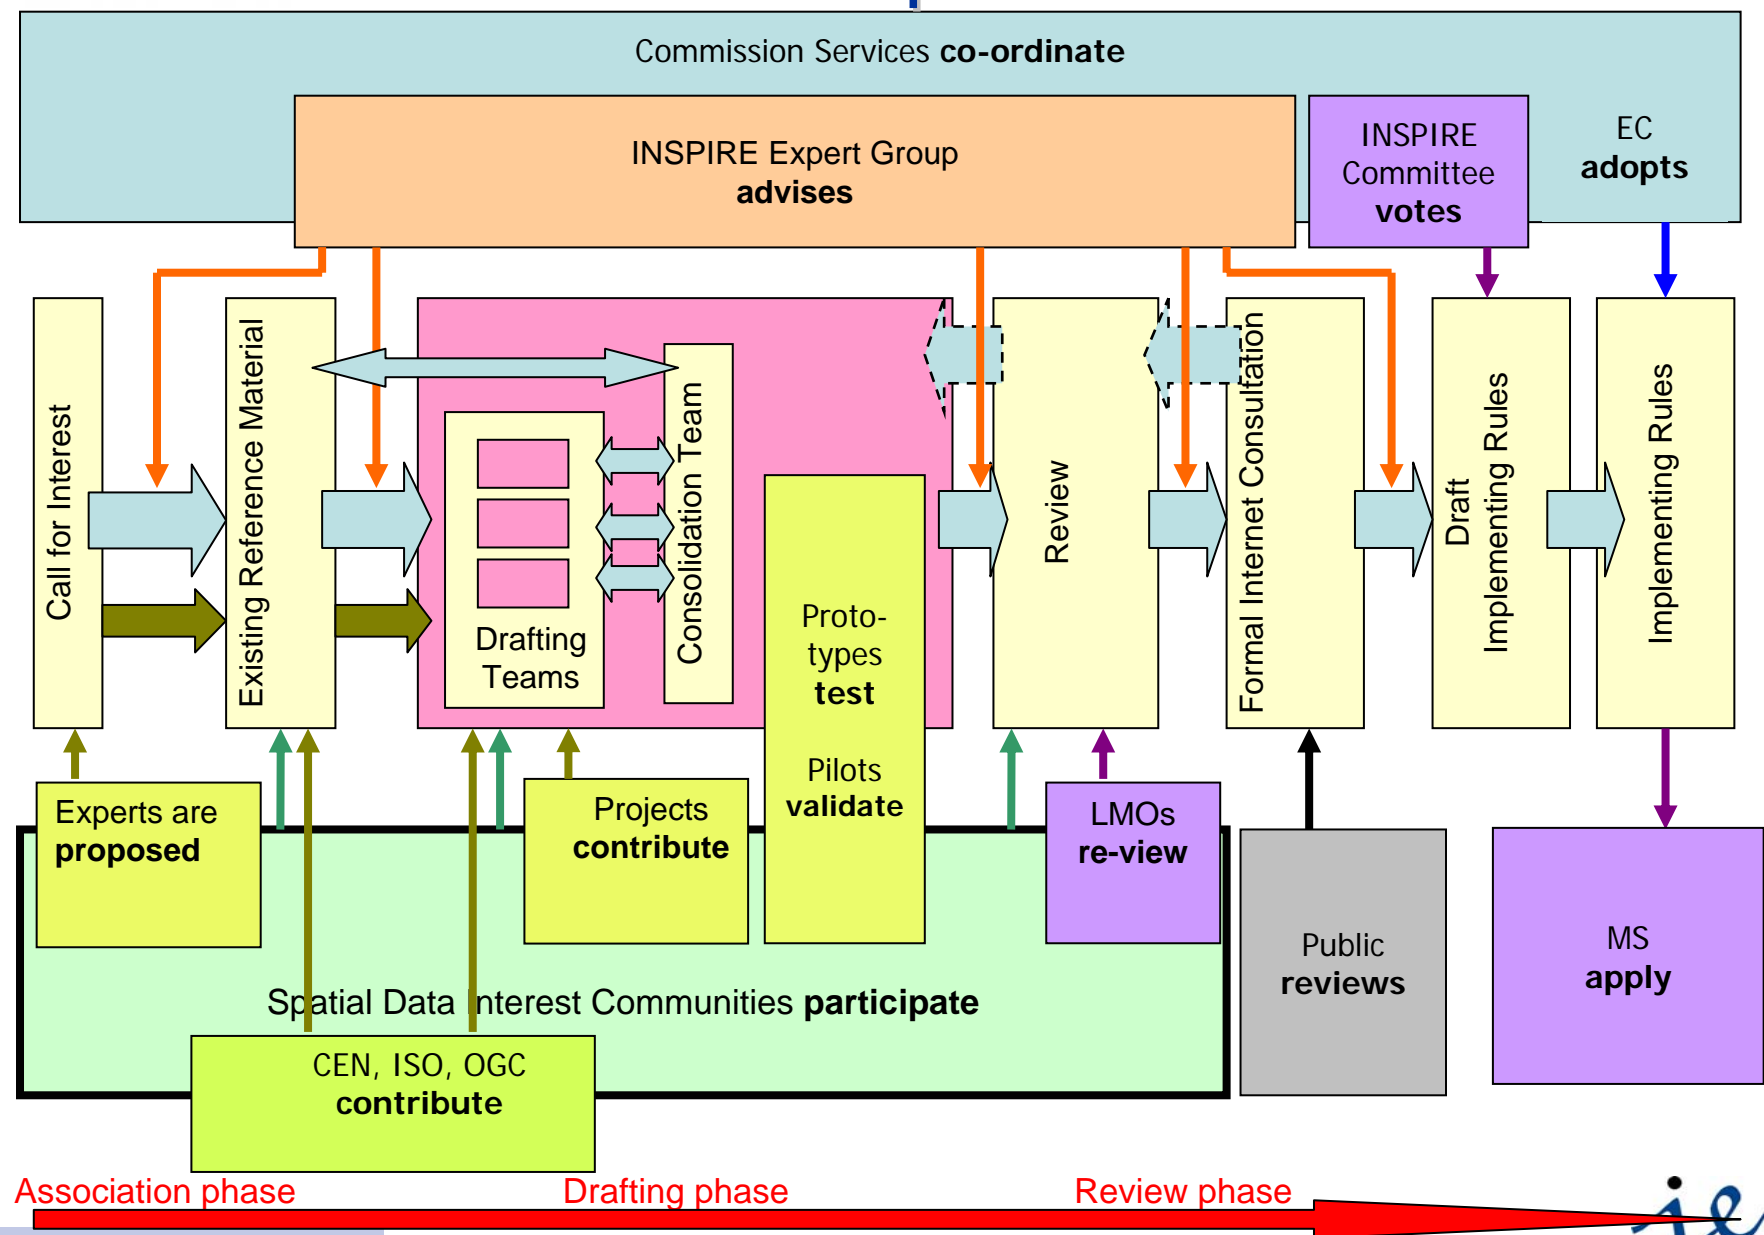 Commission Services co-ordinate
INSPIRE Expert Group
advises
INSPIRE
Committee
votes
EC
adopts
Call for Interest
Existing Reference Material
Drafting
Teams
Consolidation Team
Proto-
types
test
Pilots
validate
Review
Formal Internet Consultation
Draft
Implementing Rules
Implementing Rules
Experts are
proposed
Projects
contribute
LMOs
re-view
Public
reviews
MS
apply
Spatial Data Interest Communities participate
CEN, ISO, OGC
contribute
Association phase
Drafting phase
Review phase